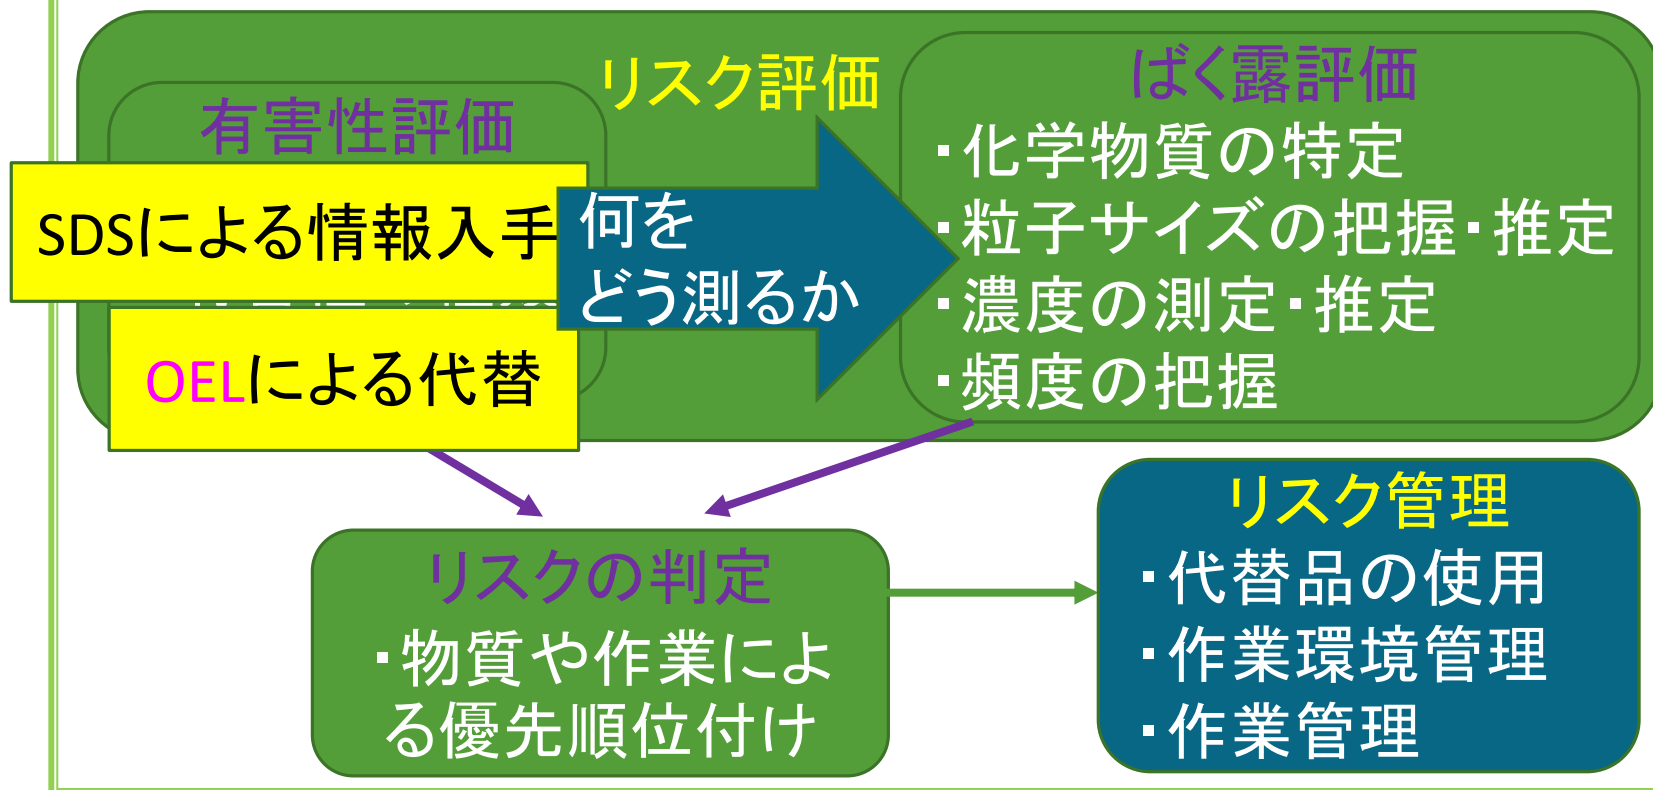 リスク評価
有害性評価
SDSによる情報入手
OELによる代替
何を
どう測るか
ばく露評価
・化学物質の特定
・粒子サイズの把握・推定
・濃度の測定・推定
・頻度の把握
リスクの判定
・物質や作業によ
る優先順位付け
リスク管理
・代替品の使用
・作業環境管理
・作業管理